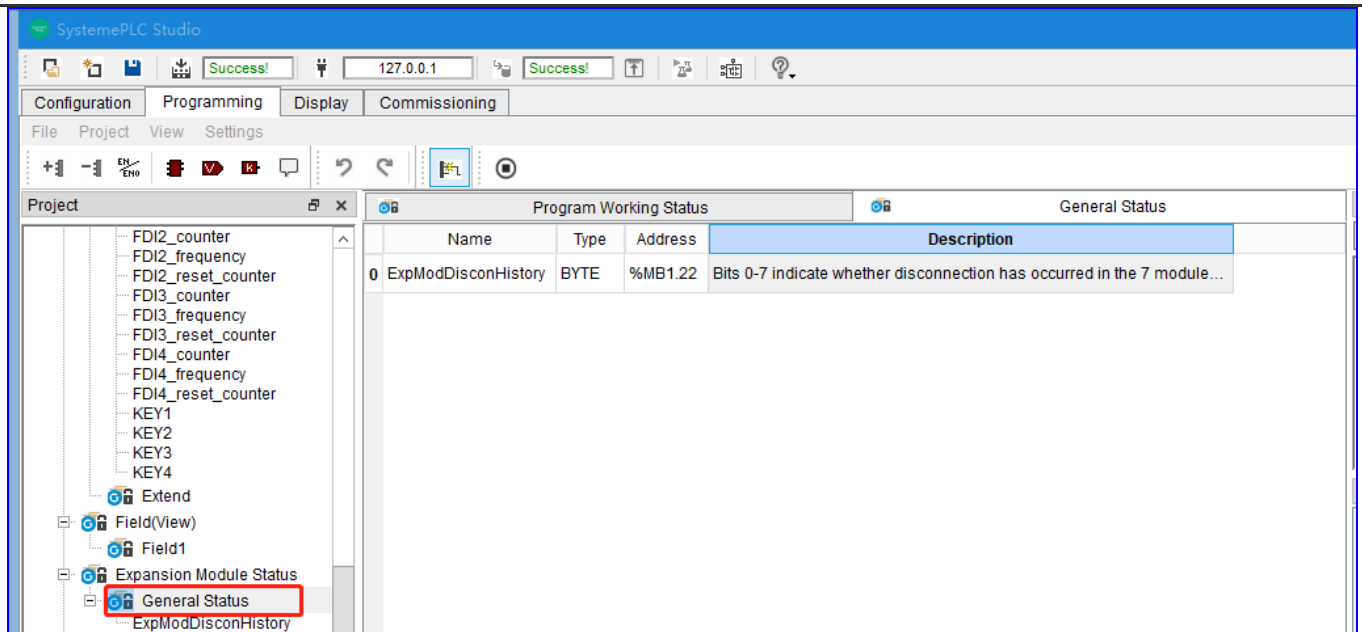 SystemePLC Studio
Success! 127.0.0.1 Success!
Configuration Programming Display Commissioning
File Project View Settings
EN/ENO V K
Project
Program Working Status General Status
Name Type Address Description
0 ExpModDisconHistory BYTE %MB1.22 Bits 0-7 indicate whether disconnection has occurred in the 7 module...
FDI2_counter
FDI2_frequency
FDI2_reset_counter
FDI3_counter
FDI3_frequency
FDI3_reset_counter
FDI4_counter
FDI4_frequency
FDI4_reset_counter
KEY1
KEY2
KEY3
KEY4
Extend
Field(View)
Field1
Expansion Module Status
General Status
ExpModDisconHistory